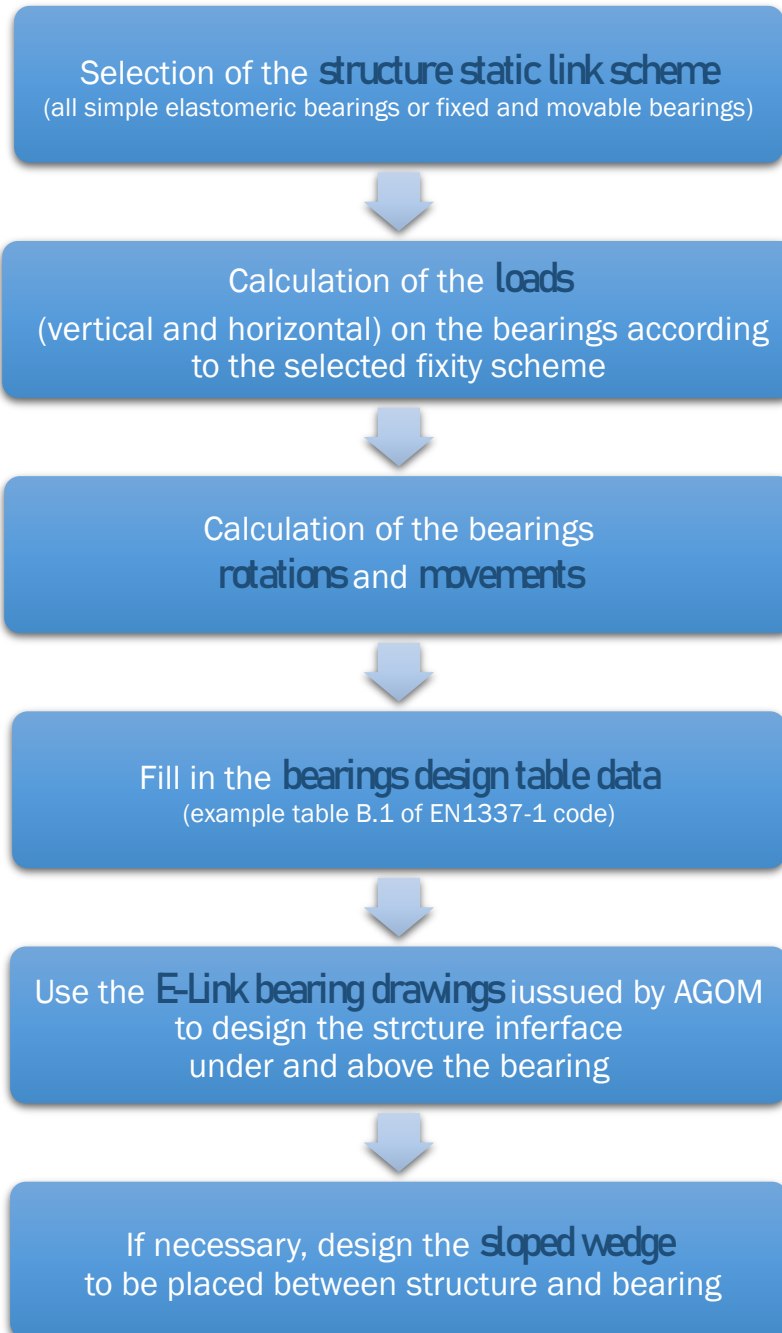 Selection of the structure static link scheme
(all simple elastomeric bearings or fixed and movable bearings)
Calculation of the loads
(vertical and horizontal) on the bearings according
to the selected fixity scheme
Calculation of the bearings
rotations and movements
Fill in the bearings design table data
(example table B.1 of EN1337-1 code)
Use the E-Link bearing drawings iussued by AGOM
to design the strcture inferface
under and above the bearing
If necessary, design the sloped wedge
to be placed between structure and bearing